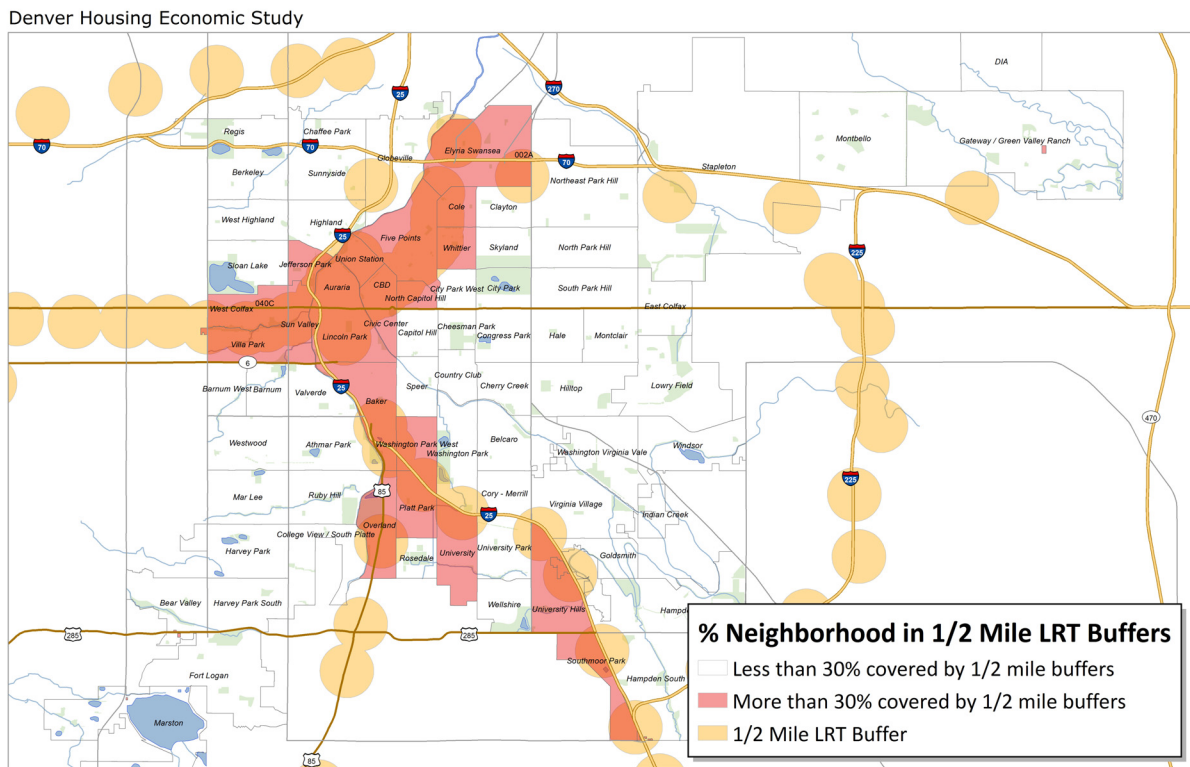 Denver Housing Economic Study
DIA
270
25
Regis
Chaffee Park
Montbello
Gateway / Green Valley Ranch
70
70
Elyria Swansea
002A
Globeville
70
Berkeley
Sunnyside
Stapleton
Northeast Park Hill
West Highland
Highland
Cole
Clayton
25
Five Points
Whittier
Skyland
North Park Hill
225
Sloan Lake
Jefferson Park
Union Station
Auraria
CBD
City Park West
City Park
South Park Hill
North Capitol Hill
West Colfax
040C
East Colfax
Sun Valley
Civic Center
Cheesman Park
Capitol Hill
Villa Park
Lincoln Park
Congress Park
Hale
Montclair
6
Country Club
Barnum West
Barnum
Valverde
25
Speer
Cherry Creek
Hilltop
Lowry Field
Baker
470
Westwood
Athmar Park
Washington Park West
Belcaro
Washington Park
Washington Virginia Vale
Windsor
225
Mar Lee
Ruby Hill
85
Cory - Merrill
Platt Park
25
Virginia Village
Indian Creek
Overland
College View / South Platte
Harvey Park
Rosedale
University
University Park
Goldsmith
Bear Valley
Harvey Park South
Wellshire
University Hills
Hampde
285
285
Southmoor Park
Fort Logan
Hampden South
Marston
85
% Neighborhood in 1/2 Mile LRT Buffers
Less than 30% covered by 1/2 mile buffers
More than 30% covered by 1/2 mile buffers
1/2 Mile LRT Buffer